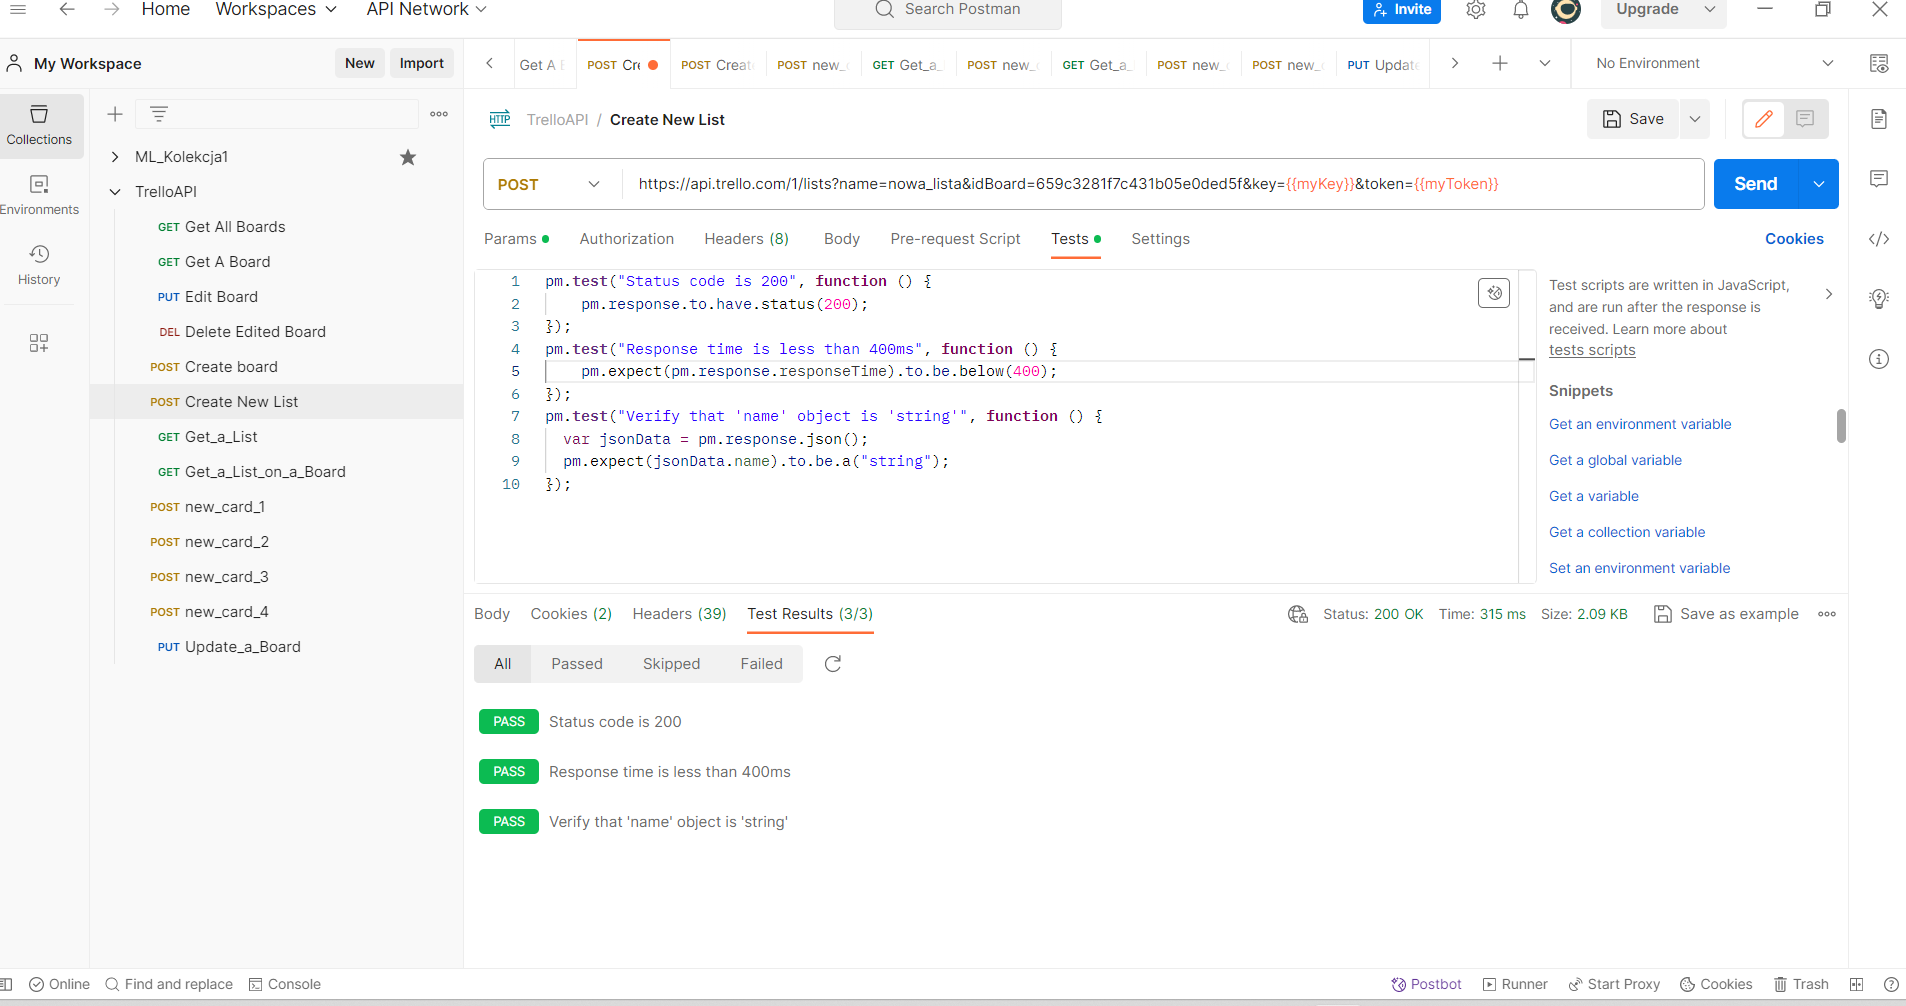 Home Workspaces API Network Search Postman Invite Upgrade
My Workspace New Import
Get A POST Cre POST Create POST new_ GET Get_a_ POST new_ GET Get_a_ POST new_ POST new_ PUT Update No Environment
Collections
Environments
History
ML_Kolekcja1
TrelloAPI
GET Get All Boards
GET Get A Board
PUT Edit Board
DEL Delete Edited Board
POST Create board
POST Create New List
GET Get_a_List
GET Get_a_List_on_a_Board
POST new_card_1
POST new_card_2
POST new_card_3
POST new_card_4
PUT Update_a_Board
HTTP TrelloAPI / Create New List Save
POST https://api.trello.com/1/lists?name=nowa_lista&idBoard=659c3281f7c431b05e0ded5f&key={{myKey}}&token={{myToken}} Send
Params Authorization Headers (8) Body Pre-request Script Tests Settings Cookies
1 pm.test("Status code is 200", function () {
2 pm.response.to.have.status(200);
3 });
4 pm.test("Response time is less than 400ms", function () {
5 pm.expect(pm.response.responseTime).to.be.below(400);
6 });
7 pm.test("Verify that 'name' object is 'string'", function () {
8 var jsonData = pm.response.json();
9 pm.expect(jsonData.name).to.be.a("string");
10 });
Test scripts are written in JavaScript,
and are run after the response is
received. Learn more about
tests scripts
Snippets
Get an environment variable
Get a global variable
Get a variable
Get a collection variable
Set an environment variable
Body Cookies (2) Headers (39) Test Results (3/3) Status: 200 OK Time: 315 ms Size: 2.09 KB Save as example
All Passed Skipped Failed
PASS Status code is 200
PASS Response time is less than 400ms
PASS Verify that 'name' object is 'string'
Online Find and replace Console Postbot Runner Start Proxy Cookies Trash